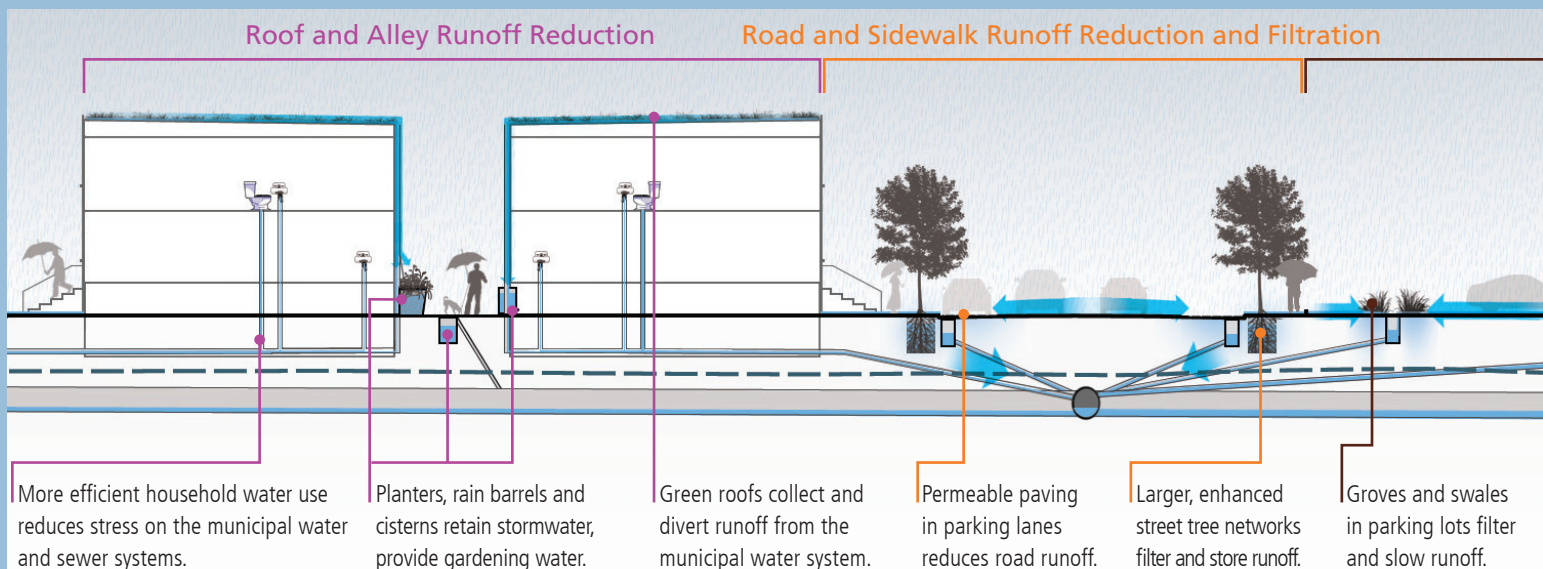 Roof and Alley Runoff Reduction
Road and Sidewalk Runoff Reduction and Filtration
More efficient household water use
reduces stress on the municipal water
and sewer systems.
Planters, rain barrels and
cisterns retain stormwater,
provide gardening water.
Green roofs collect and
divert runoff from the
municipal water system.
Permeable paving
in parking lanes
reduces road runoff.
Larger, enhanced
street tree networks
filter and store runoff.
Groves and swales
in parking lots filter
and slow runoff.